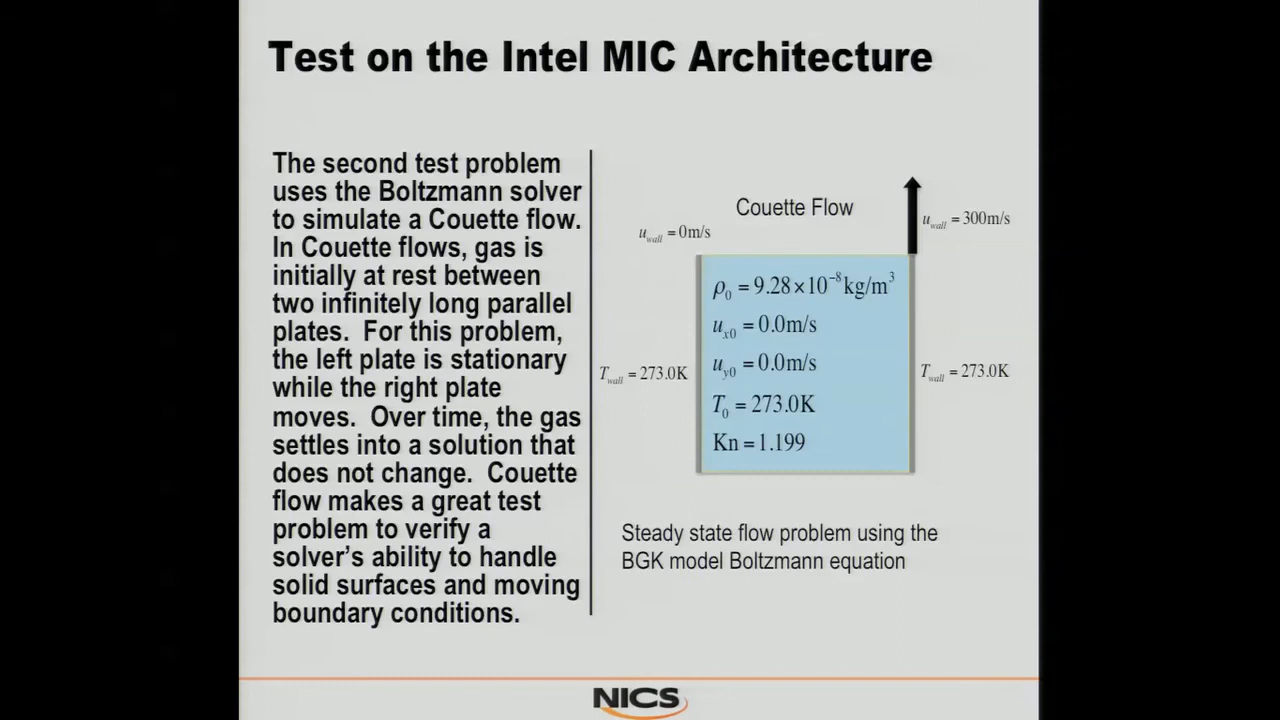 Test on the Intel MIC Architecture
The second test problem
uses the Boltzmann solver
to simulate a Couette flow.
In Couette flows, gas is
initially at rest between
two infinitely long parallel
plates.  For this problem,
the left plate is stationary
while the right plate
moves.  Over time, the gas
settles into a solution that
does not change.  Couette
flow makes a great test
problem to verify a
solver's ability to handle
solid surfaces and moving
boundary conditions.
Couette Flow
u_wall = 0m/s
u_wall = 300m/s
ρ₀ = 9.28×10⁻⁸ kg/m³
u_x0 = 0.0m/s
u_y0 = 0.0m/s
T_wall = 273.0K
T_wall = 273.0K
T₀ = 273.0K
Kn = 1.199
Steady state flow problem using the
BGK model Boltzmann equation
NICS